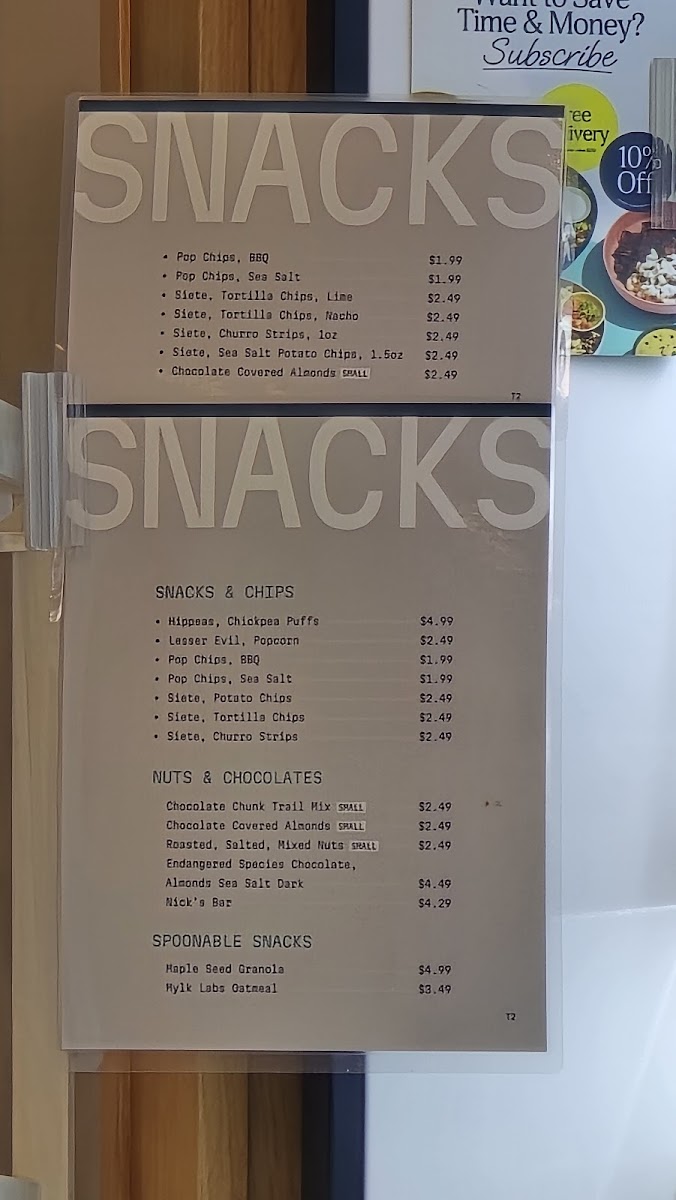 Want to Save
Time & Money?
Subscribe
10%
Off
SNACKS
• Pop Chips, BBQ $1.99
• Pop Chips, Sea Salt $1.99
• Siete, Tortilla Chips, Lime $2.49
• Siete, Tortilla Chips, Nacho $2.49
• Siete, Churro Strips, 1oz $2.49
• Siete, Sea Salt Potato Chips, 1.5oz $2.49
• Chocolate Covered Almonds SMALL $2.49
T2
SNACKS
SNACKS & CHIPS
• Hippeas, Chickpea Puffs $4.99
• Lesser Evil, Popcorn $2.49
• Pop Chips, BBQ $1.99
• Pop Chips, Sea Salt $1.99
• Siete, Potato Chips $2.49
• Siete, Tortilla Chips $2.49
• Siete, Churro Strips $2.49
NUTS & CHOCOLATES
Chocolate Chunk Trail Mix SMALL $2.49
Chocolate Covered Almonds SMALL $2.49
Roasted, Salted, Mixed Nuts SMALL $2.49
Endangered Species Chocolate,
Almonds Sea Salt Dark $4.49
Nick's Bar $4.29
SPOONABLE SNACKS
Maple Seed Granola $4.99
Mylk Labs Oatmeal $3.49
T2